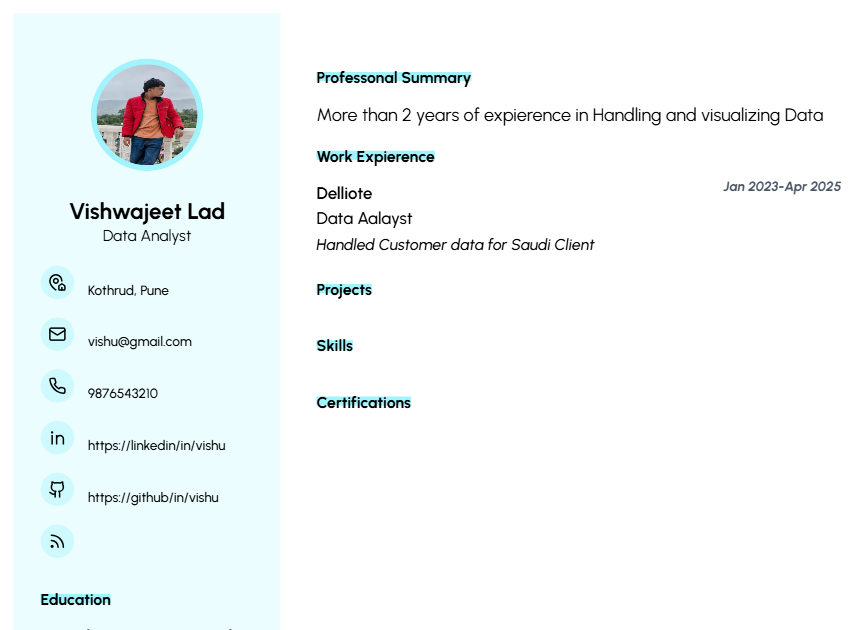 Vishwajeet Lad
Data Analyst
Kothrud, Pune
vishu@gmail.com
9876543210
https://linkedin/in/vishu
https://github/in/vishu
Education
Professonal Summary
More than 2 years of expierence in Handling and visualizing Data
Work Expierence
Delliote
Jan 2023-Apr 2025
Data Aalayst
Handled Customer data for Saudi Client
Projects
Skills
Certifications